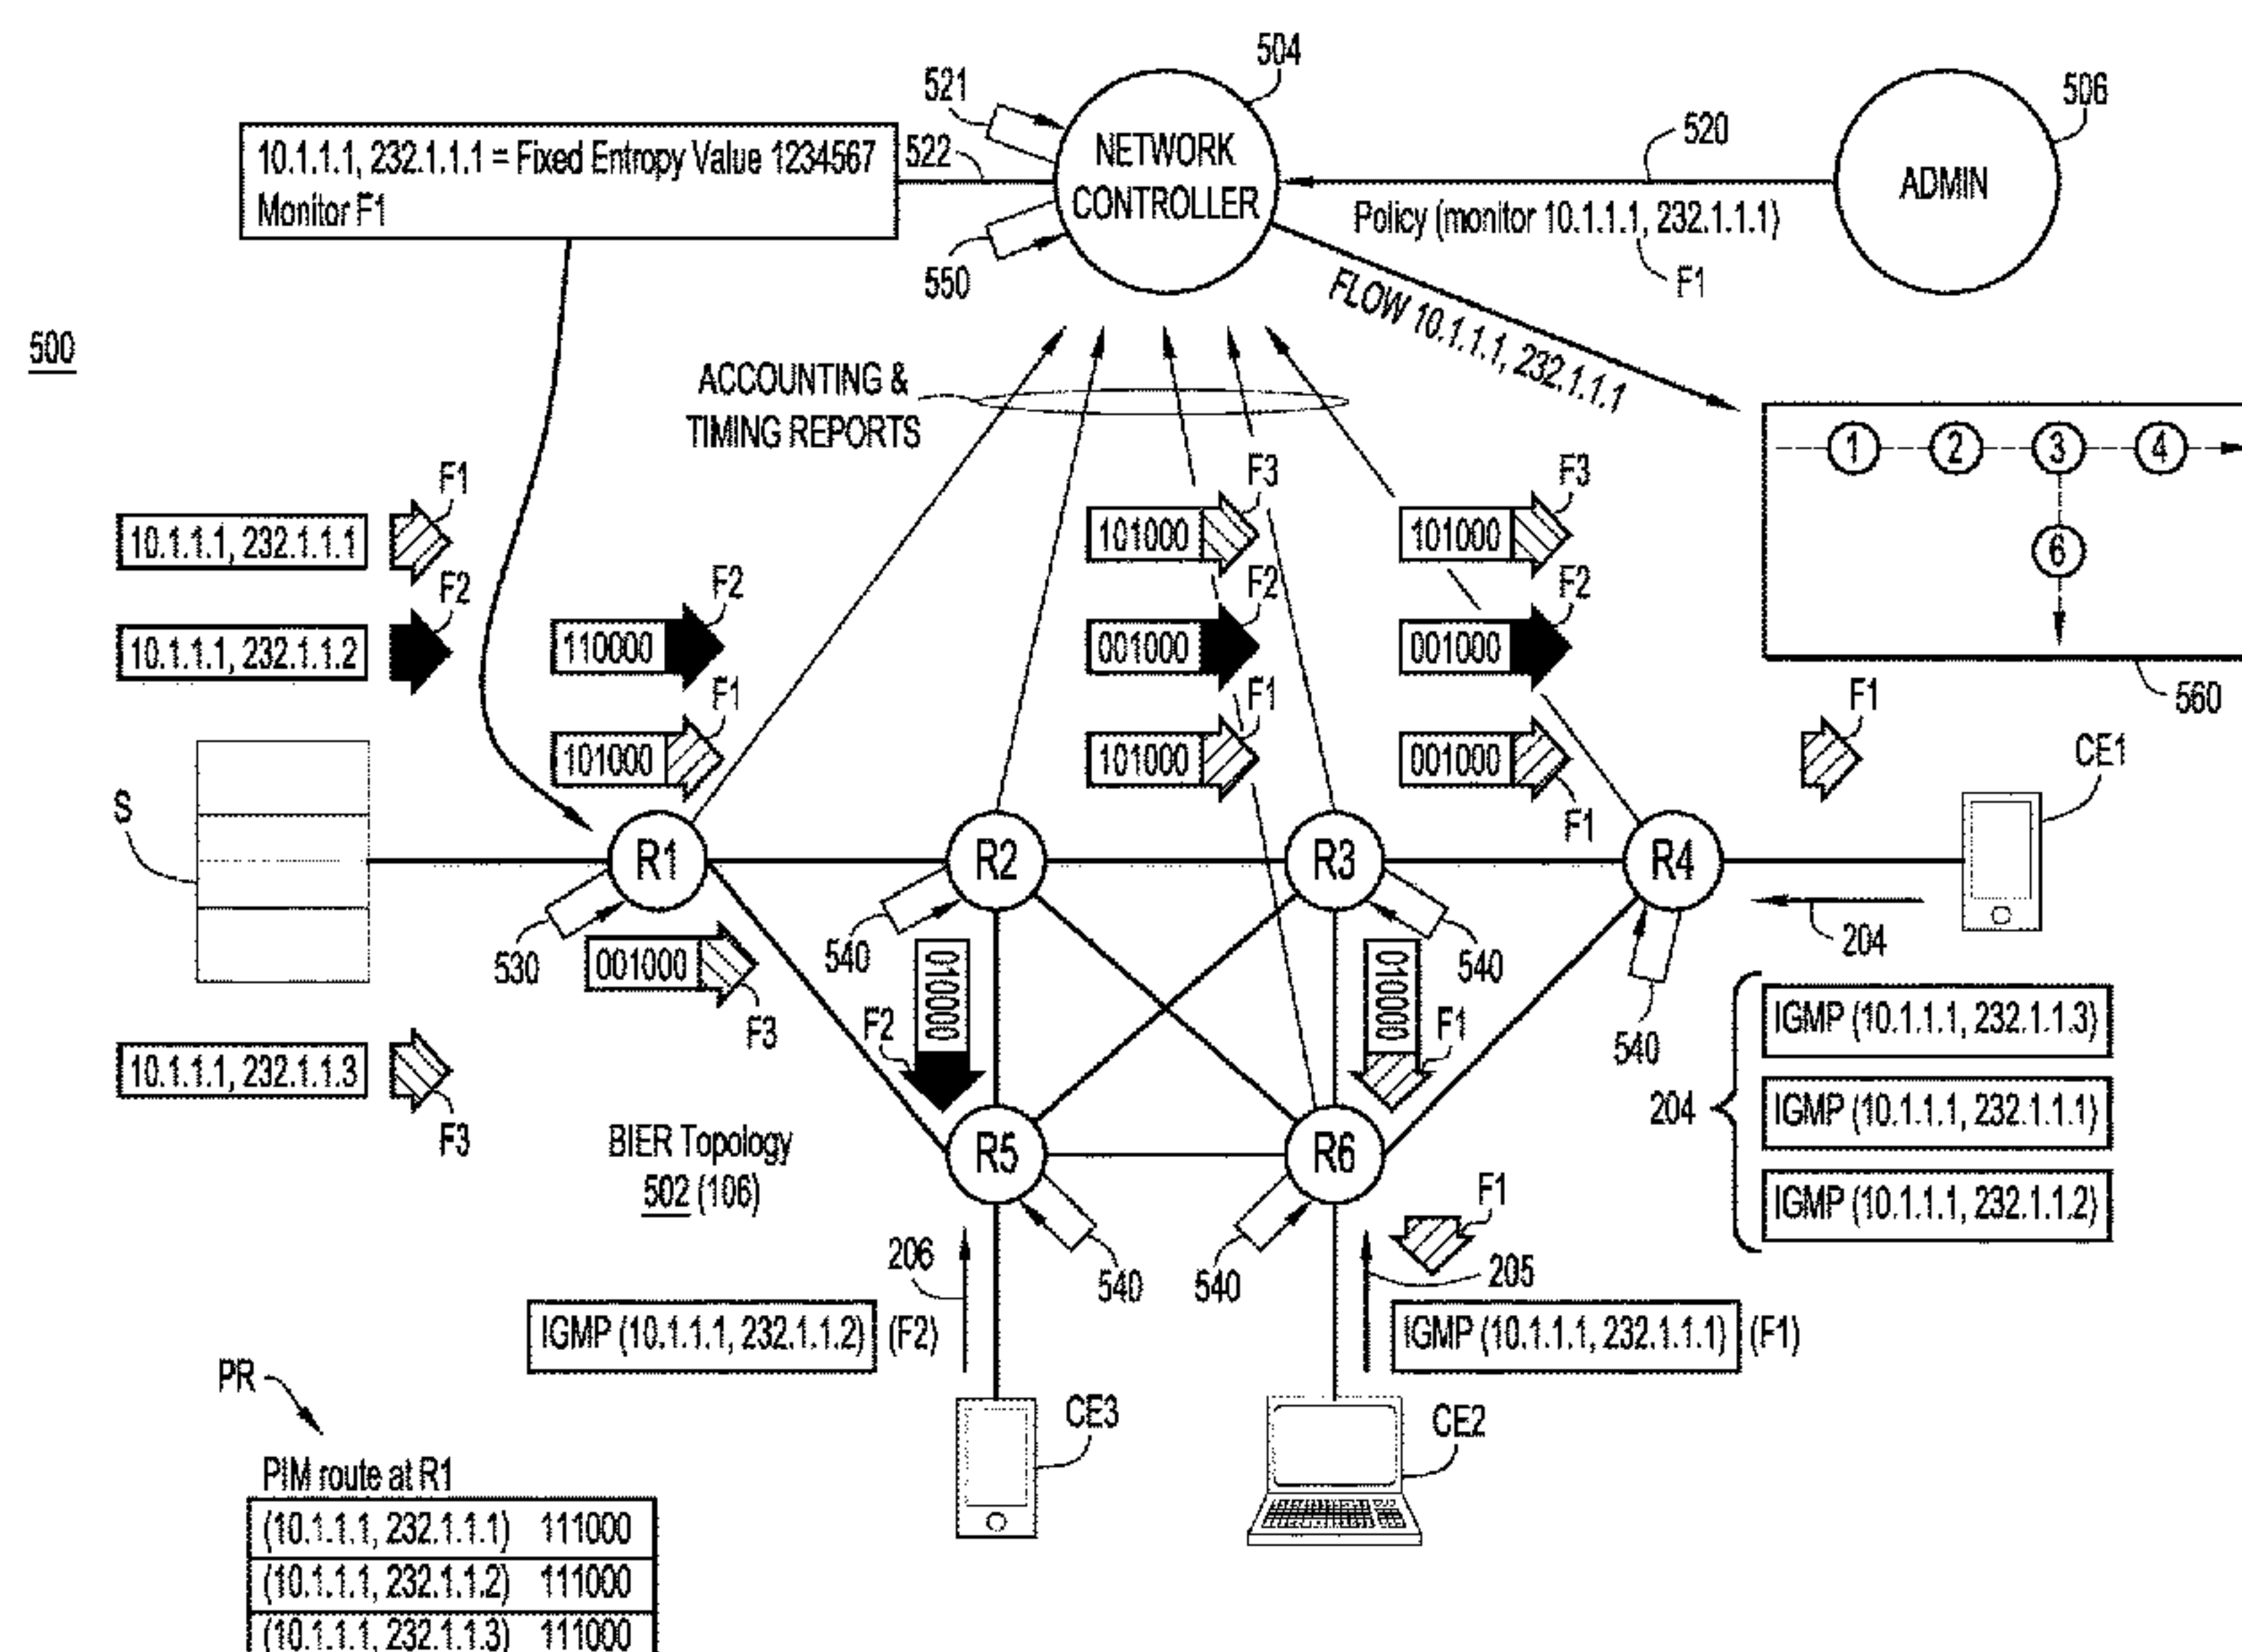 504
506
521
520
10.1.1.1, 232.1.1.1 = Fixed Entropy Value 1234567
Monitor F1
522
NETWORK
CONTROLLER
ADMIN
Policy (monitor 10.1.1.1, 232.1.1.1)
550
F1
FLOW 10.1.1.1, 232.1.1.1
500
ACCOUNTING &
TIMING REPORTS
1 2 3 4
6
560
F1
10.1.1.1, 232.1.1.1
F2
10.1.1.1, 232.1.1.2
F2
110000
F1
101000
F3
101000
F2
001000
F1
101000
F3
101000
F2
001000
001000
F1
F1
CE1
S
R1
R2
R3
R4
530
540
540
540
204
001000
F3
F2
010000
010000
F1
10.1.1.1, 232.1.1.3
F3
BIER Topology
502 (106)
R5
R6
204
IGMP (10.1.1.1, 232.1.1.3)
IGMP (10.1.1.1, 232.1.1.1)
IGMP (10.1.1.1, 232.1.1.2)
F1
206
540
540
205
IGMP (10.1.1.1, 232.1.1.2) (F2)
IGMP (10.1.1.1, 232.1.1.1) (F1)
PR
CE3
CE2
PIM route at R1
(10.1.1.1, 232.1.1.1) 111000
(10.1.1.1, 232.1.1.2) 111000
(10.1.1.1, 232.1.1.3) 111000